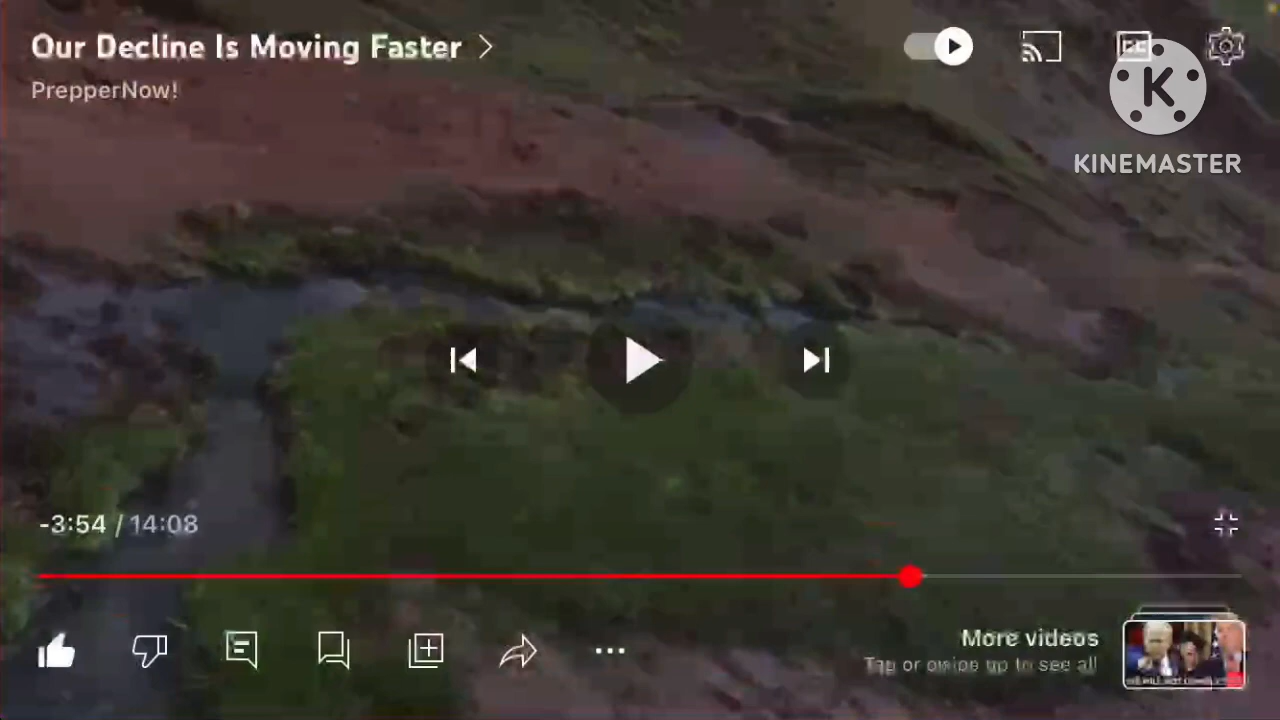 Our Decline Is Moving Faster
PrepperNow!
CC
K
KINEMASTER
-3:54 / 14:08
More videos
Tap or swipe up to see all